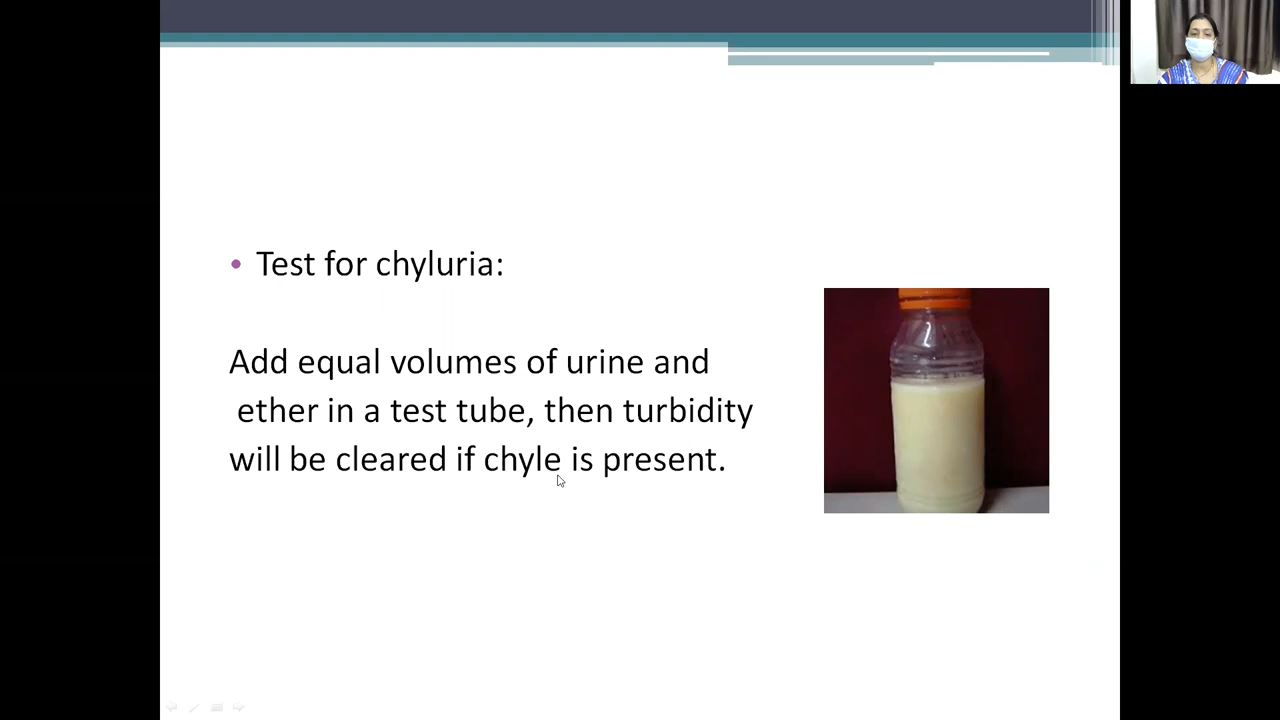 • Test for chyluria:
Add equal volumes of urine and
ether in a test tube, then turbidity
will be cleared if chyle is present.